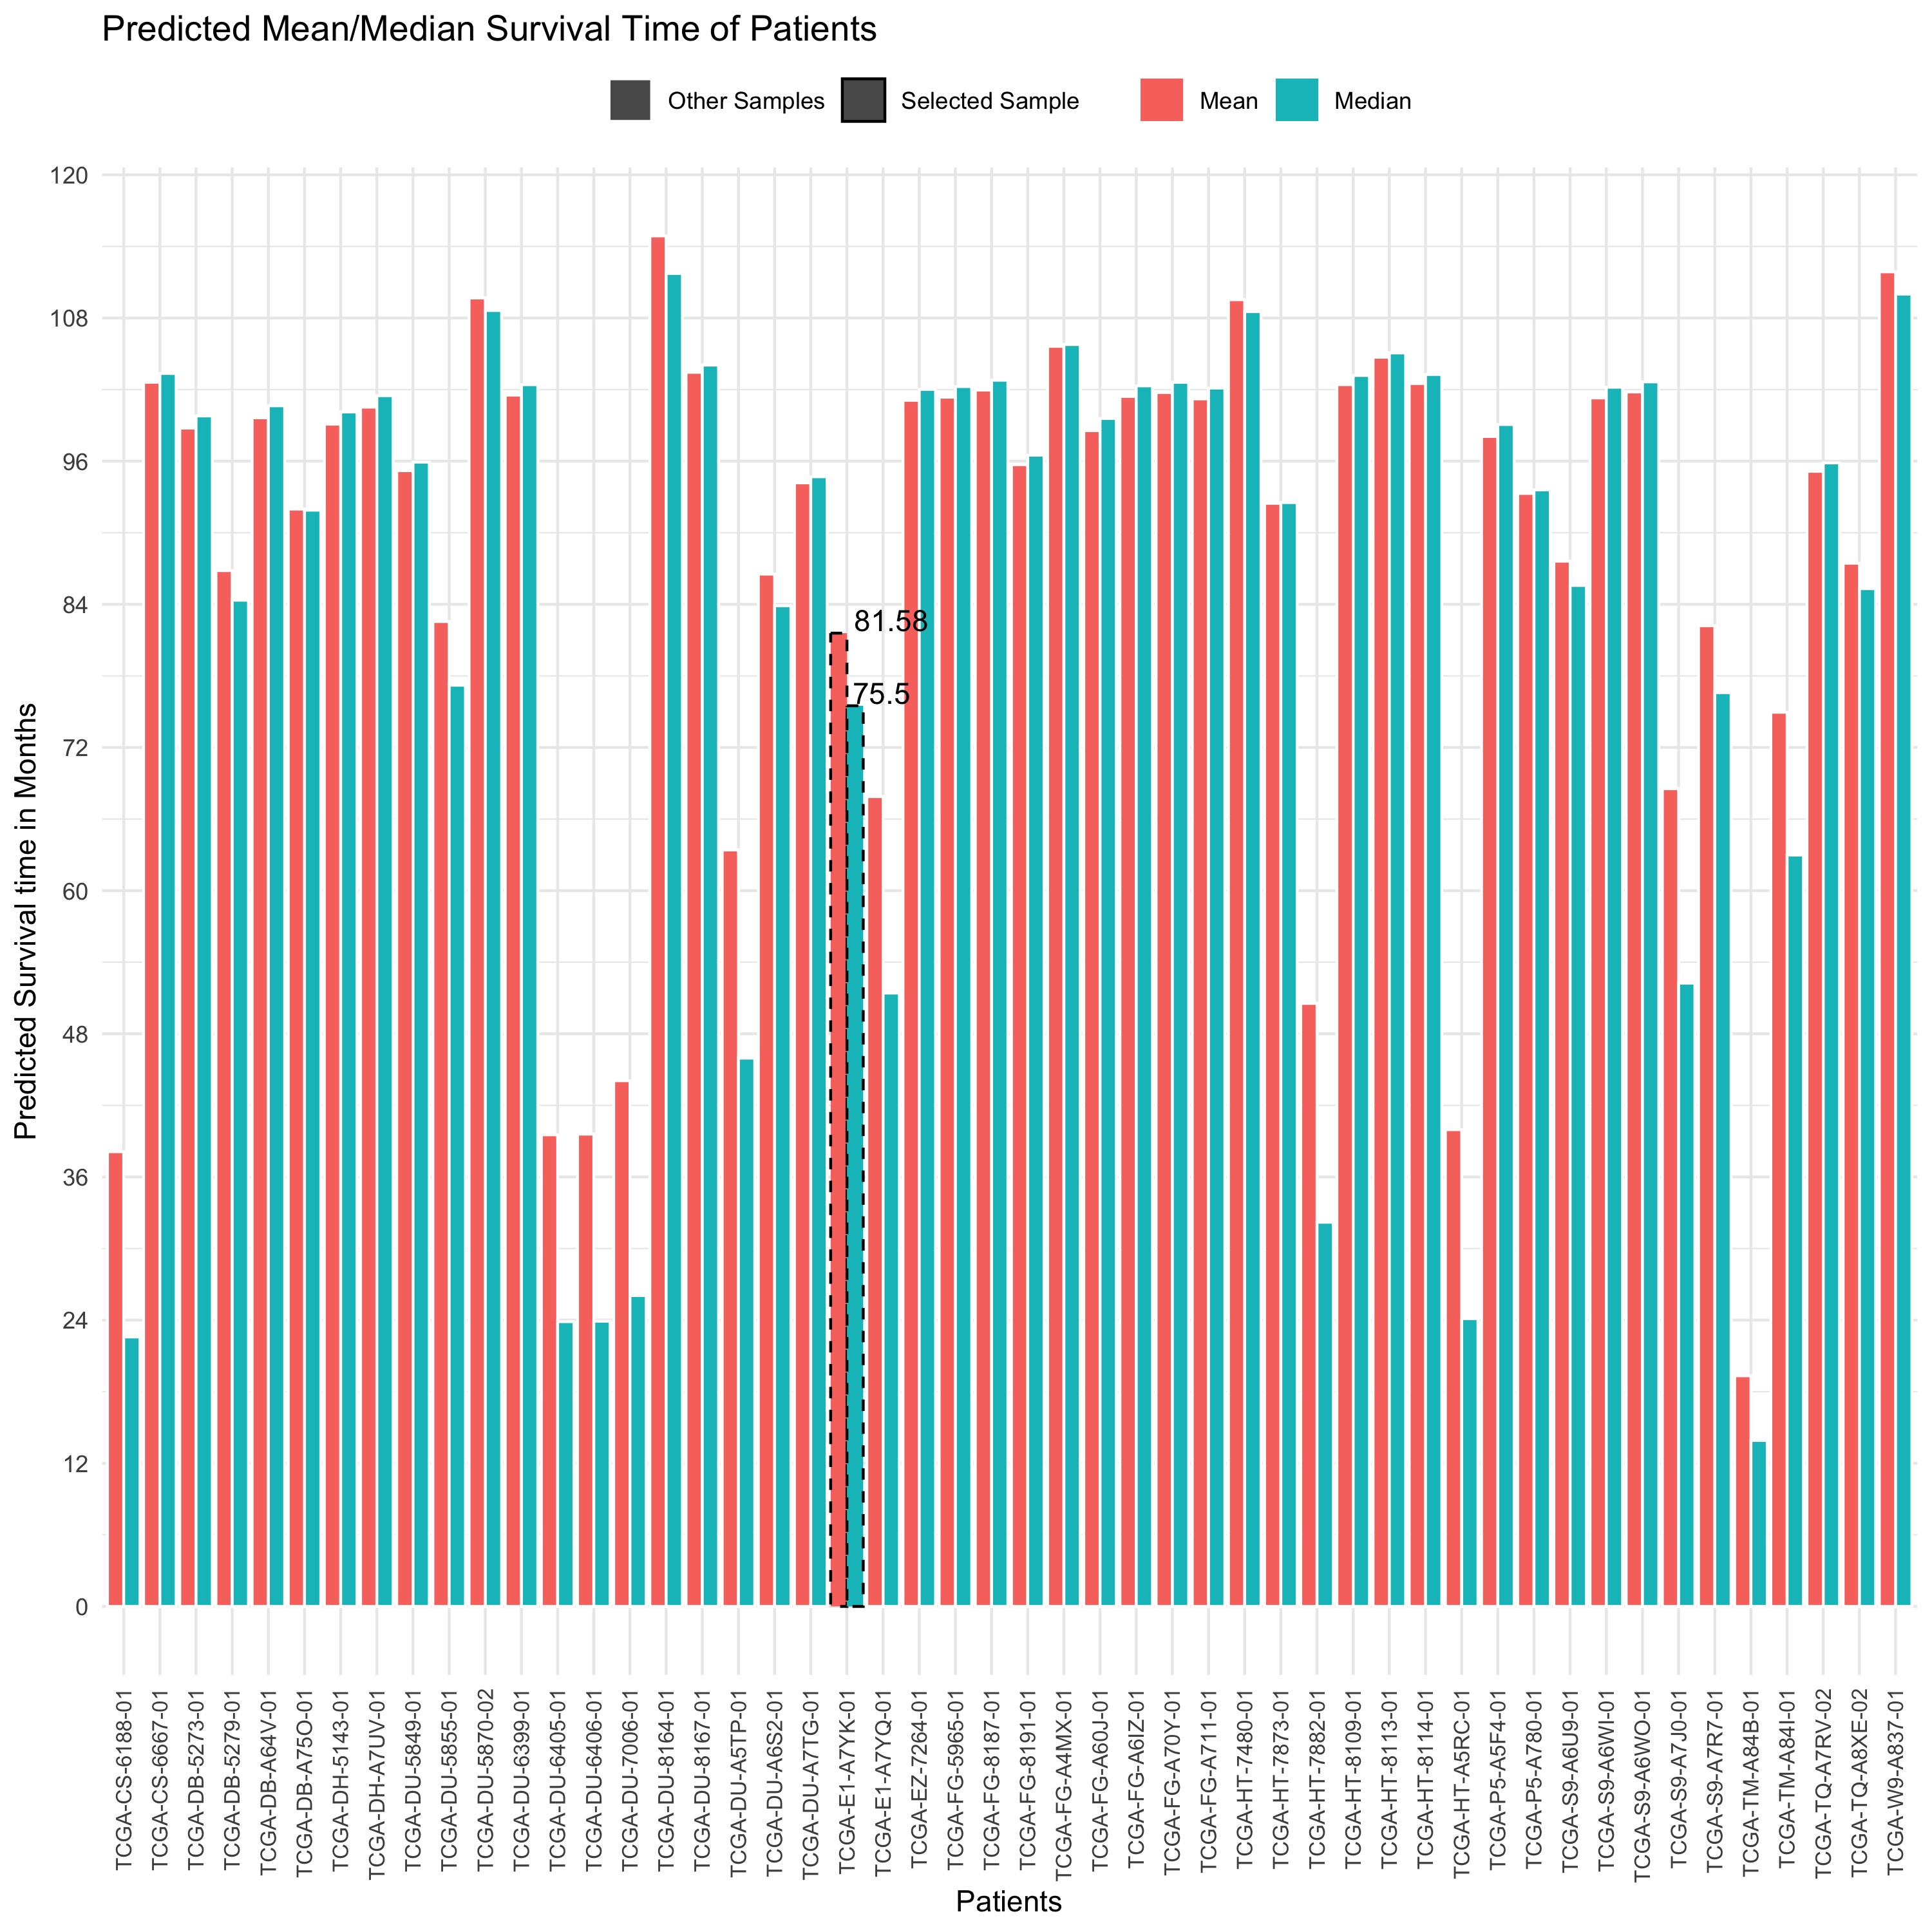 Predicted Mean/Median Survival Time of Patients
Other Samples Selected Sample Mean Median
Predicted Survival time in Months
120
108
96
84
72
60
48
36
24
12
0
81.58
75.5
TCGA-CS-6188-01
TCGA-CS-6667-01
TCGA-DB-5273-01
TCGA-DB-5279-01
TCGA-DB-A64V-01
TCGA-DB-A75O-01
TCGA-DH-5143-01
TCGA-DH-A7UV-01
TCGA-DU-5849-01
TCGA-DU-5855-01
TCGA-DU-5870-02
TCGA-DU-6399-01
TCGA-DU-6405-01
TCGA-DU-6406-01
TCGA-DU-7006-01
TCGA-DU-8164-01
TCGA-DU-8167-01
TCGA-DU-A5TP-01
TCGA-DU-A6S2-01
TCGA-DU-A7TG-01
TCGA-E1-A7YK-01
TCGA-E1-A7YQ-01
TCGA-EZ-7264-01
TCGA-FG-5965-01
TCGA-FG-8187-01
TCGA-FG-8191-01
TCGA-FG-A4MX-01
TCGA-FG-A60J-01
TCGA-FG-A6IZ-01
TCGA-FG-A70Y-01
TCGA-FG-A711-01
TCGA-HT-7480-01
TCGA-HT-7873-01
TCGA-HT-7882-01
TCGA-HT-8109-01
TCGA-HT-8113-01
TCGA-HT-8114-01
TCGA-HT-A5RC-01
TCGA-P5-A5F4-01
TCGA-P5-A780-01
TCGA-S9-A6U9-01
TCGA-S9-A6WI-01
TCGA-S9-A6WO-01
TCGA-S9-A7J0-01
TCGA-S9-A7R7-01
TCGA-TM-A84B-01
TCGA-TM-A84I-01
TCGA-TQ-A7RV-02
TCGA-TQ-A8XE-02
TCGA-W9-A837-01
Patients